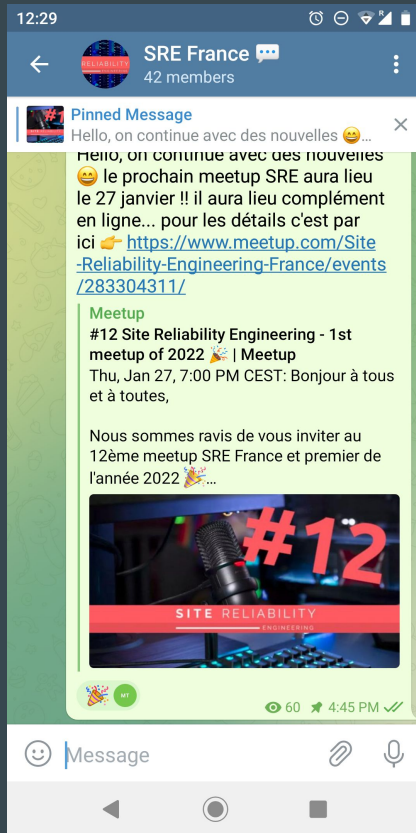 12:29
SRE France 💬
42 members
RELIABILITY
Pinned Message
Hello, on continue avec des nouvelles 😄...
Hello, on continue avec des nouvelles
😄 le prochain meetup SRE aura lieu
le 27 janvier !! il aura lieu complément
en ligne... pour les détails c'est par
ici 👉 https://www.meetup.com/Site
-Reliability-Engineering-France/events
/283304311/
Meetup
#12 Site Reliability Engineering - 1st
meetup of 2022 🎉 | Meetup
Thu, Jan 27, 7:00 PM CEST: Bonjour à tous
et à toutes,
Nous sommes ravis de vous inviter au
12ème meetup SRE France et premier de
l'année 2022 🎉...
#12
SITE RELIABILITY
ENGINEERING
🎉 MT
60 4:45 PM
Message